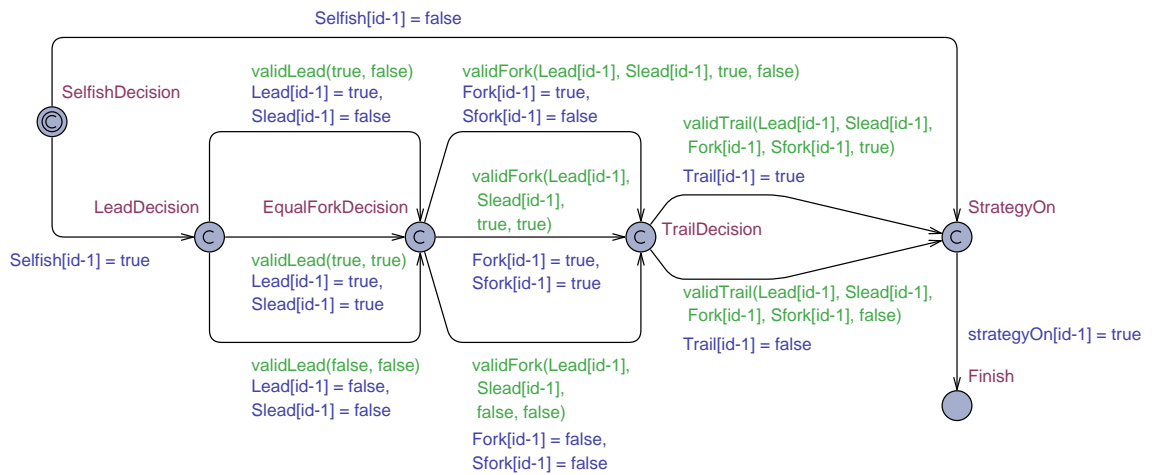 Selfish[id-1] = false
SelfishDecision
validLead(true, false)
Lead[id-1] = true,
Slead[id-1] = false
validFork(Lead[id-1], Slead[id-1], true, false)
Fork[id-1] = true,
Sfork[id-1] = false
validTrail(Lead[id-1], Slead[id-1],
Fork[id-1], Sfork[id-1], true)
Trail[id-1] = true
validFork(Lead[id-1],
Slead[id-1],
true, true)
LeadDecision
C
EqualForkDecision
C
C
TrailDecision
StrategyOn
C
Selfish[id-1] = true
validLead(true, true)
Lead[id-1] = true,
Slead[id-1] = true
Fork[id-1] = true,
Sfork[id-1] = true
validTrail(Lead[id-1], Slead[id-1],
Fork[id-1], Sfork[id-1], false)
Trail[id-1] = false
strategyOn[id-1] = true
validLead(false, false)
Lead[id-1] = false,
Slead[id-1] = false
validFork(Lead[id-1],
Slead[id-1],
false, false)
Fork[id-1] = false,
Sfork[id-1] = false
Finish